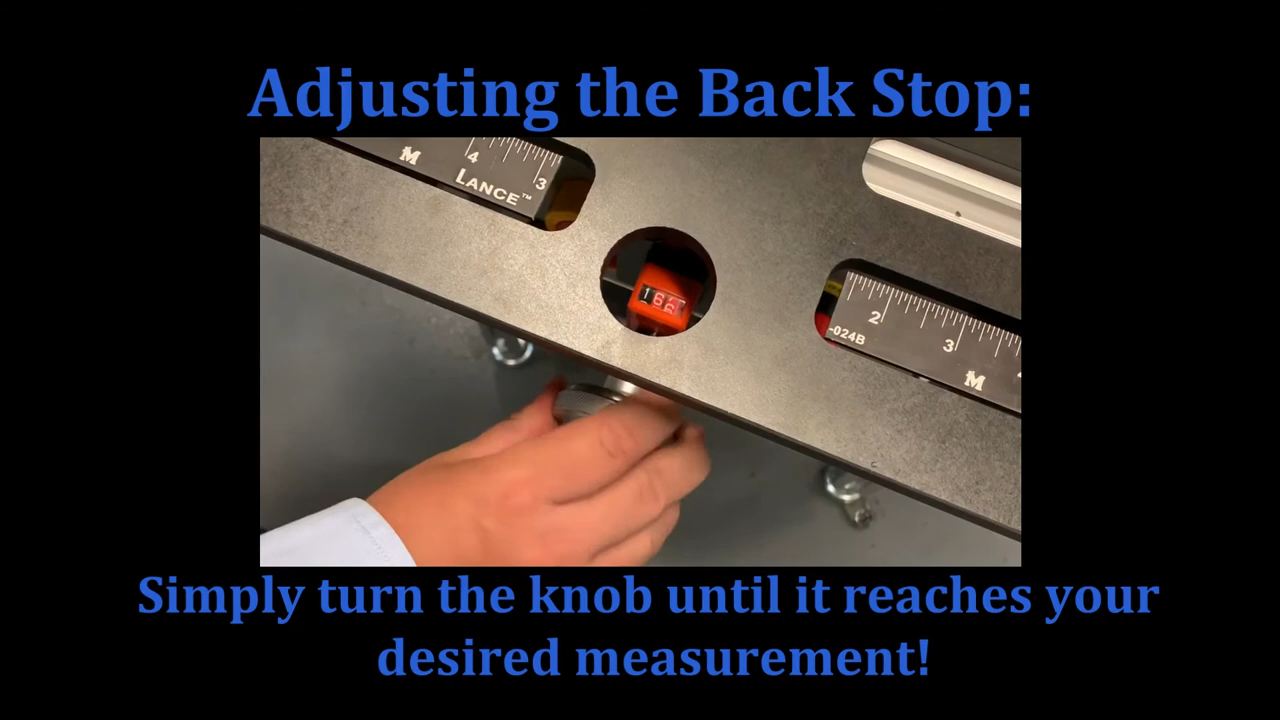 Adjusting the Back Stop:
M
4
3
LANCE™
166
2
3
-024B
M
Simply turn the knob until it reaches your
desired measurement!